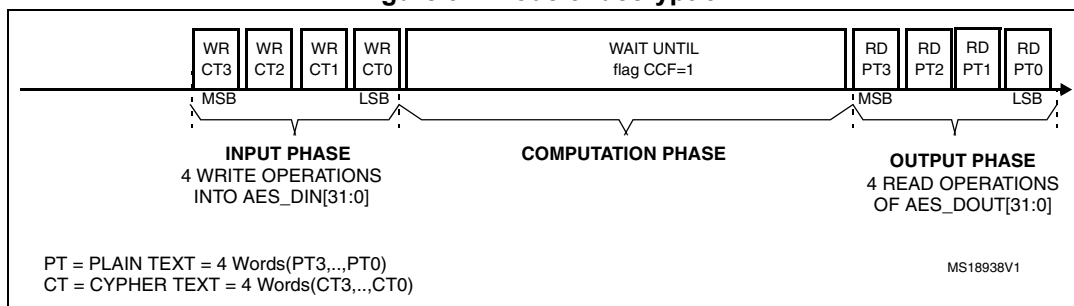 WR CT3 WR CT2 WR CT1 WR CT0 WAIT UNTIL flag CCF=1 RD PT3 RD PT2 RD PT1 RD PT0
MSB LSB MSB LSB
INPUT PHASE
4 WRITE OPERATIONS
INTO AES_DIN[31:0]
COMPUTATION PHASE
OUTPUT PHASE
4 READ OPERATIONS
OF AES_DOUT[31:0]
PT = PLAIN TEXT = 4 Words(PT3,..,PT0)
CT = CYPHER TEXT = 4 Words(CT3,..,CT0)
MS18938V1